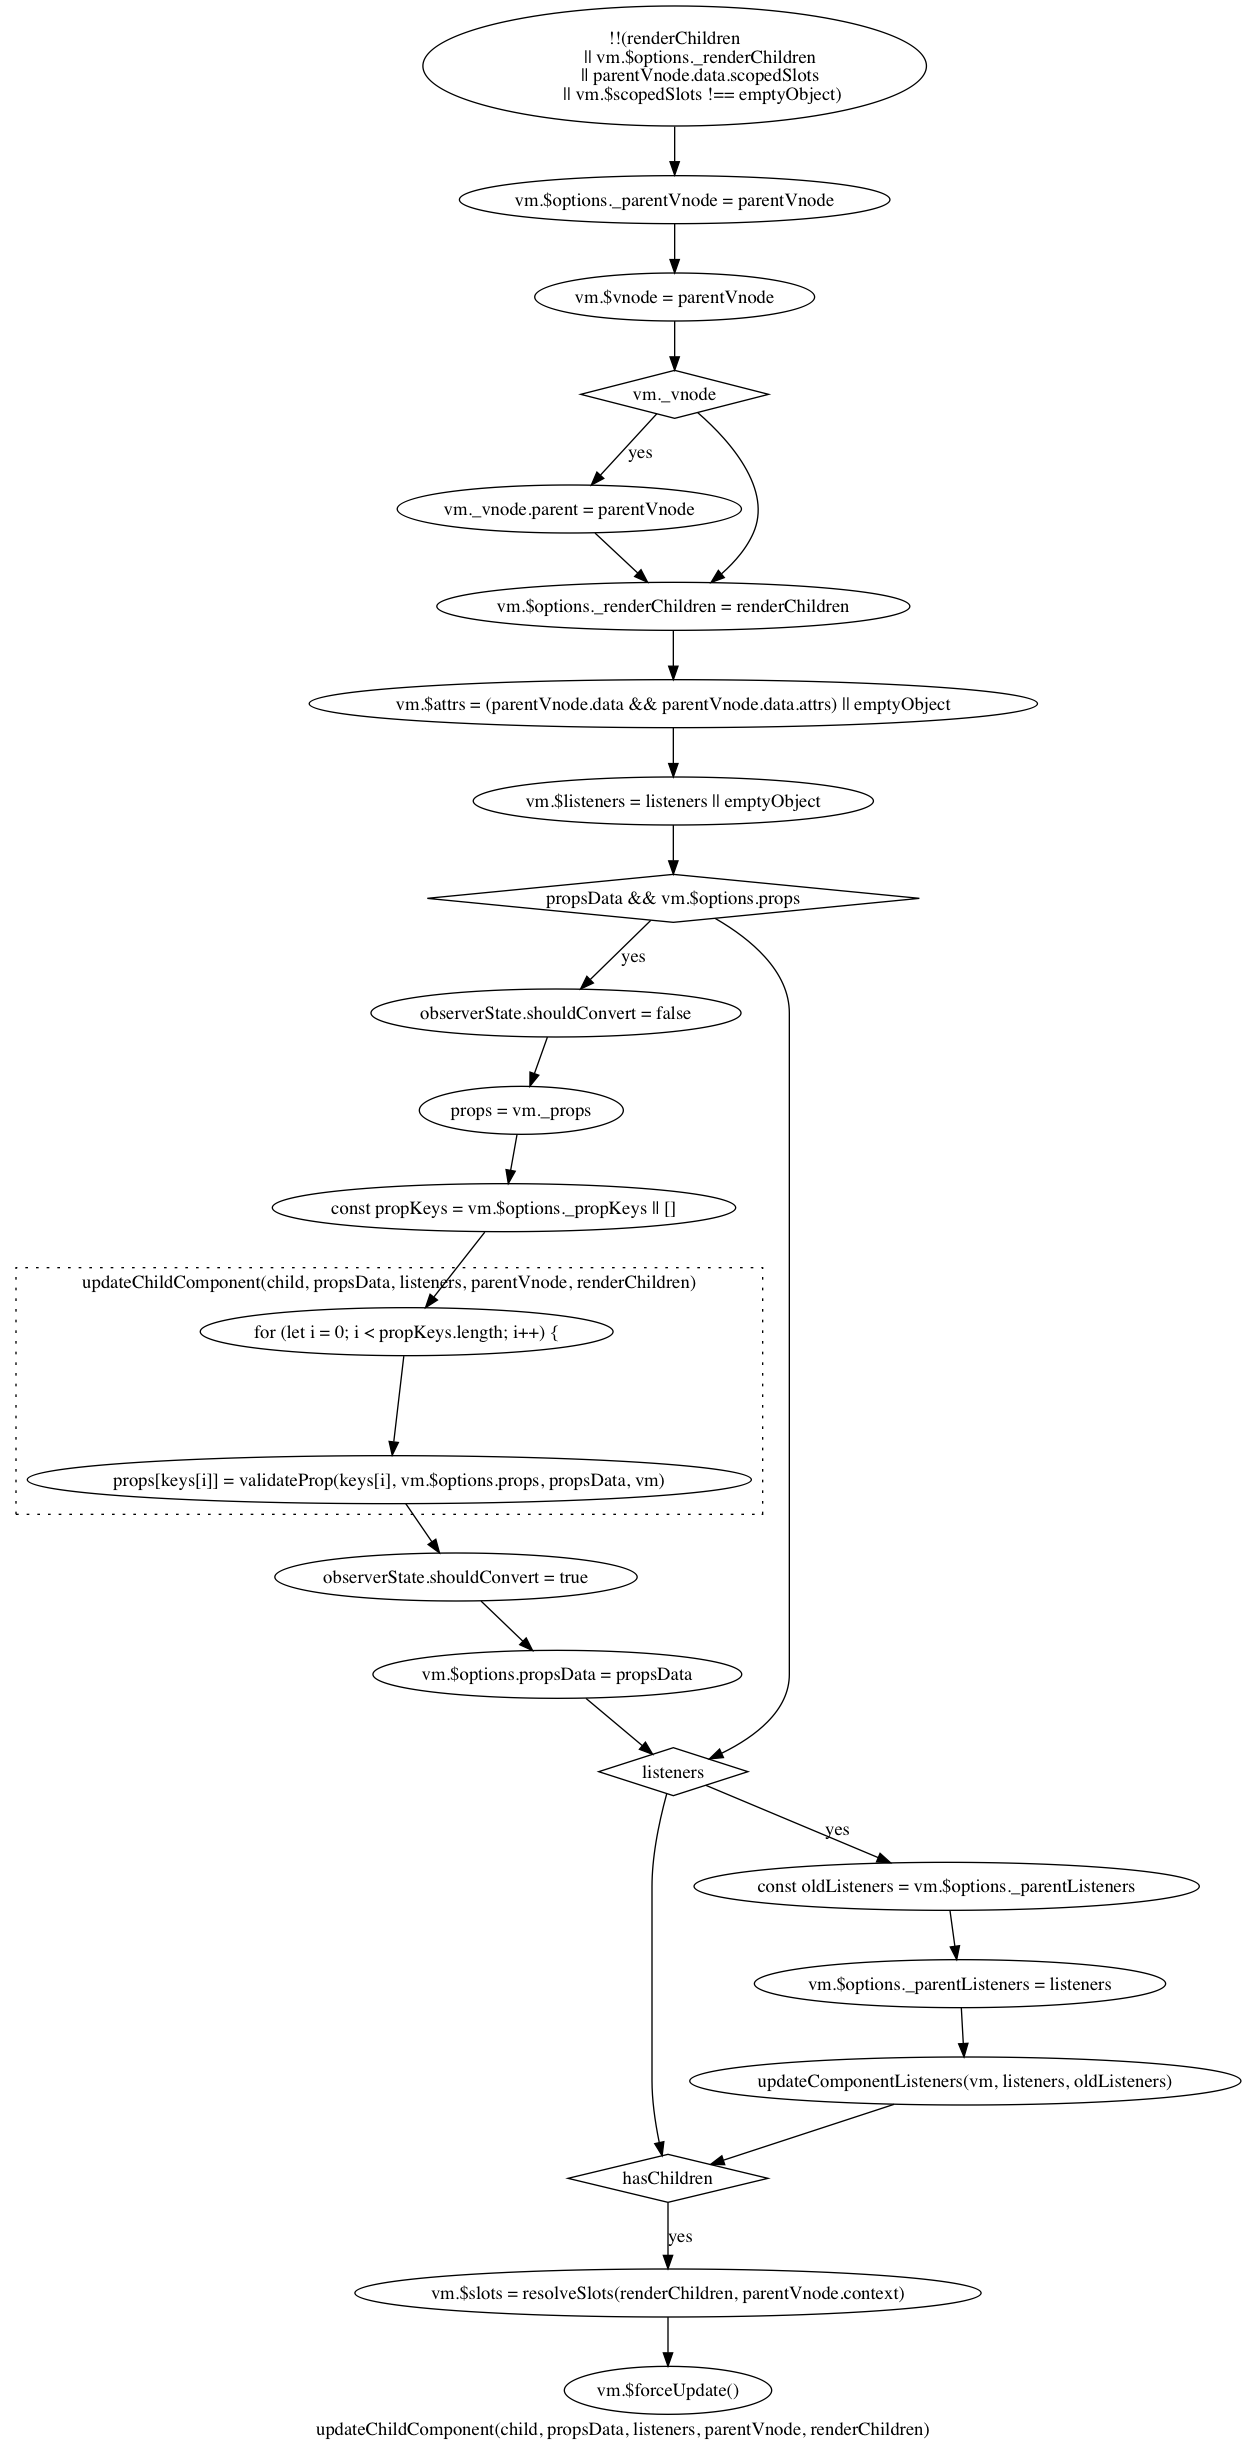 !!(renderChildren
|| vm.$options._renderChildren
|| parentVnode.data.scopedSlots
|| vm.$scopedSlots !== emptyObject)
vm.$options._parentVnode = parentVnode
vm.$vnode = parentVnode
vm._vnode
yes
vm._vnode.parent = parentVnode
vm.$options._renderChildren = renderChildren
vm.$attrs = (parentVnode.data && parentVnode.data.attrs) || emptyObject
vm.$listeners = listeners || emptyObject
propsData && vm.$options.props
yes
observerState.shouldConvert = false
props = vm._props
const propKeys = vm.$options._propKeys || []
updateChildComponent(child, propsData, listeners, parentVnode, renderChildren)
for (let i = 0; i < propKeys.length; i++) {
props[keys[i]] = validateProp(keys[i], vm.$options.props, propsData, vm)
observerState.shouldConvert = true
vm.$options.propsData = propsData
listeners
yes
const oldListeners = vm.$options._parentListeners
vm.$options._parentListeners = listeners
updateComponentListeners(vm, listeners, oldListeners)
hasChildren
yes
vm.$slots = resolveSlots(renderChildren, parentVnode.context)
vm.$forceUpdate()
updateChildComponent(child, propsData, listeners, parentVnode, renderChildren)